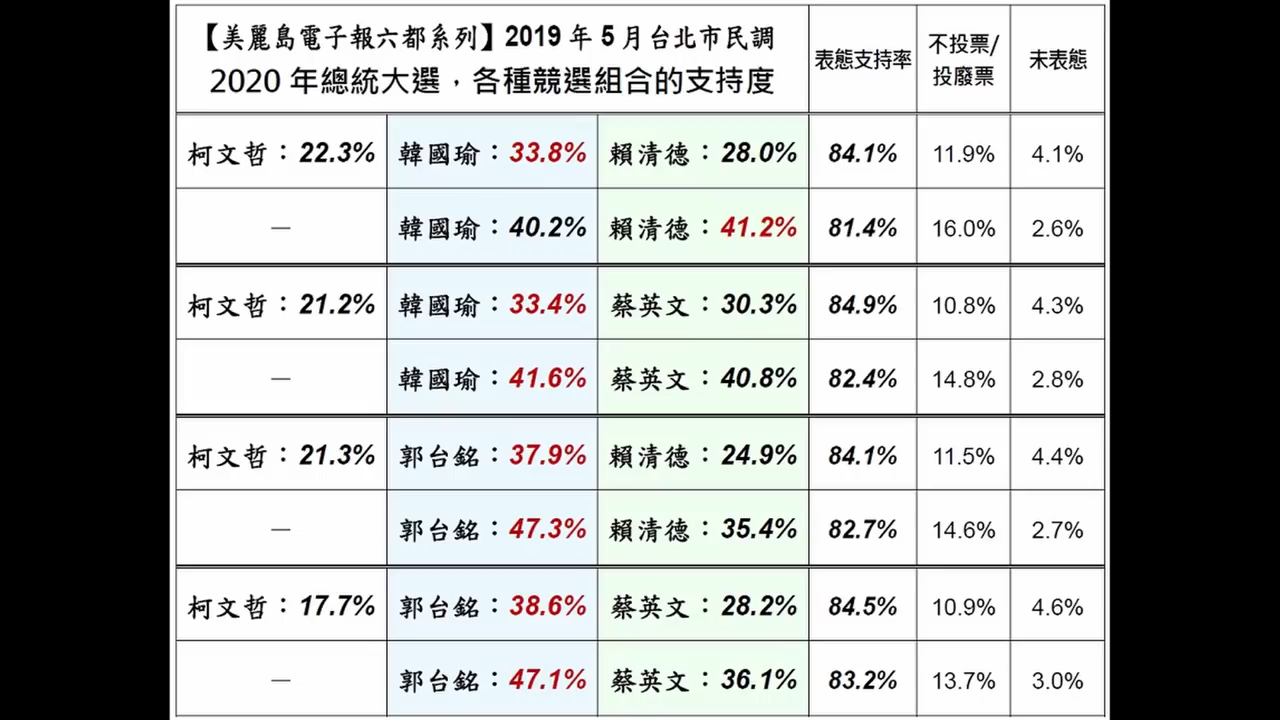 【美麗島電子報六都系列】2019 年 5 月台北市民調
2020 年總統大選，各種競選組合的支持度
表態支持率
不投票/
投廢票
未表態
柯文哲：22.3% 韓國瑜：33.8% 賴清德：28.0% 84.1% 11.9% 4.1%
— 韓國瑜：40.2% 賴清德：41.2% 81.4% 16.0% 2.6%
柯文哲：21.2% 韓國瑜：33.4% 蔡英文：30.3% 84.9% 10.8% 4.3%
— 韓國瑜：41.6% 蔡英文：40.8% 82.4% 14.8% 2.8%
柯文哲：21.3% 郭台銘：37.9% 賴清德：24.9% 84.1% 11.5% 4.4%
— 郭台銘：47.3% 賴清德：35.4% 82.7% 14.6% 2.7%
柯文哲：17.7% 郭台銘：38.6% 蔡英文：28.2% 84.5% 10.9% 4.6%
— 郭台銘：47.1% 蔡英文：36.1% 83.2% 13.7% 3.0%